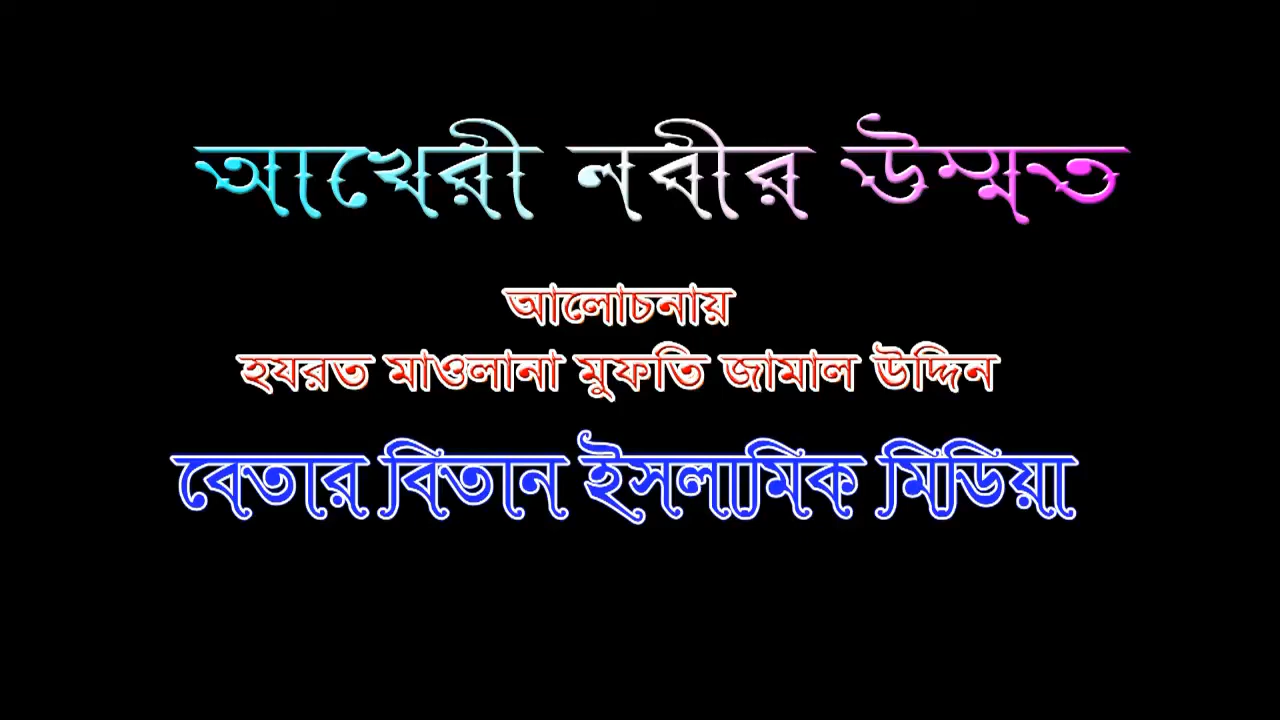 আখেরী নবীর উম্মত
আলোচনায়
হযরত মাওলানা মুফতি জামাল উদ্দিন
বেতার বিতান ইসলামিক মিডিয়া